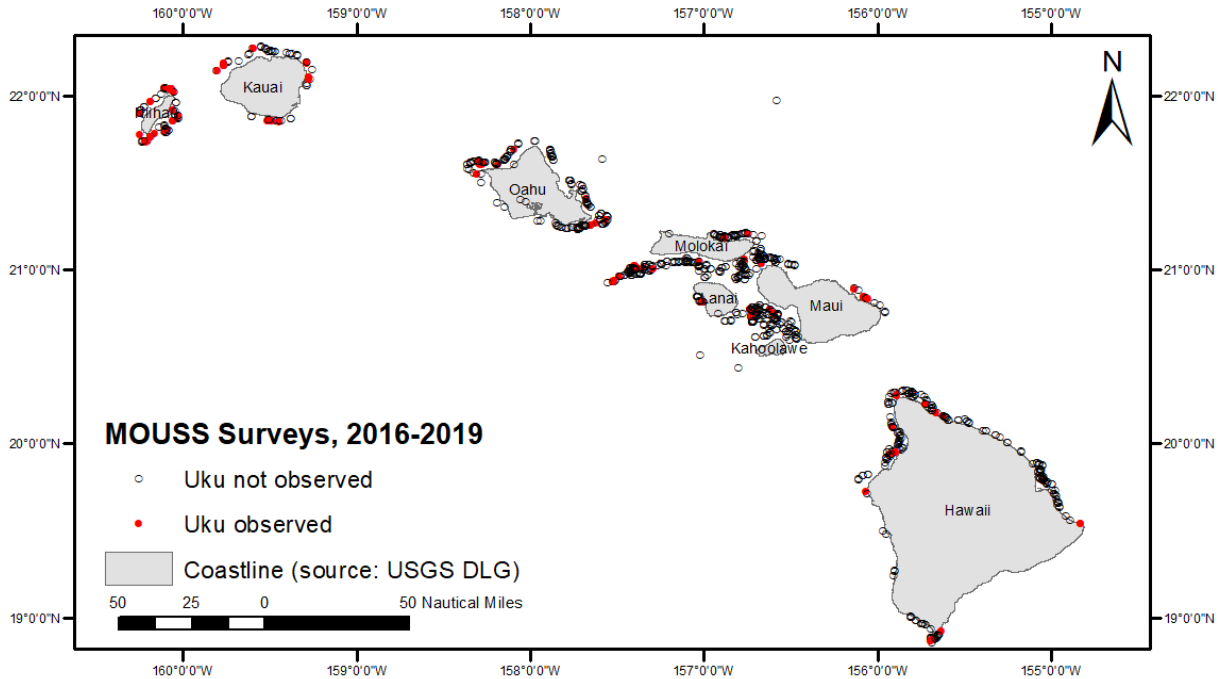 160°0'0"W 159°0'0"W 158°0'0"W 157°0'0"W 156°0'0"W 155°0'0"W
N
22°0'0"N 22°0'0"N
Kauai
Niihau
Oahu
Molokai
21°0'0"N 21°0'0"N
Lanai
Maui
Kahoolawe
20°0'0"N 20°0'0"N
Hawaii
19°0'0"N 19°0'0"N
MOUSS Surveys, 2016-2019
Uku not observed
Uku observed
Coastline (source: USGS DLG)
50 25 0 50 Nautical Miles
160°0'0"W 159°0'0"W 158°0'0"W 157°0'0"W 156°0'0"W 155°0'0"W